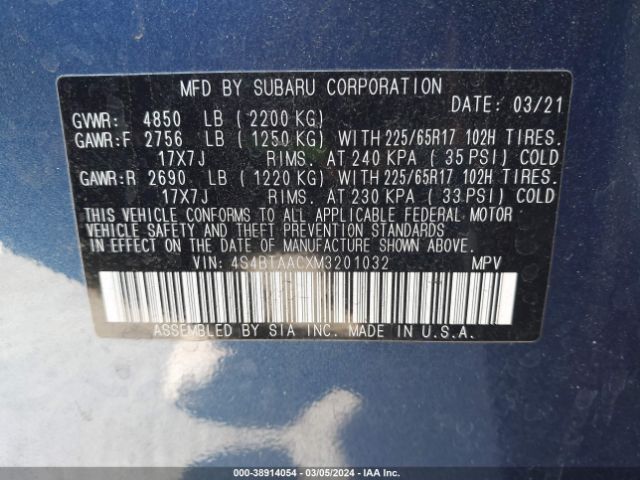 MFD BY SUBARU CORPORATION
DATE: 03/21
GVWR: 4850 LB ( 2200 KG)
GAWR:F 2756 LB ( 1250 KG) WITH 225/65R17 102H TIRES.
17X7J RIMS. AT 240 KPA ( 35 PSI) COLD
GAWR:R 2690 LB ( 1220 KG) WITH 225/65R17 102H TIRES.
17X7J RIMS. AT 230 KPA ( 33 PSI) COLD
THIS VEHICLE CONFORMS TO ALL APPLICABLE FEDERAL MOTOR
VEHICLE SAFETY AND THEFT PREVENTION STANDARDS
IN EFFECT ON THE DATE OF MANUFACTURE SHOWN ABOVE.
VIN: 4S4BTAACXM3201032 MPV
ASSEMBLED BY SIA INC. MADE IN U.S.A.
000-38914054 — 03/05/2024 — IAA Inc.